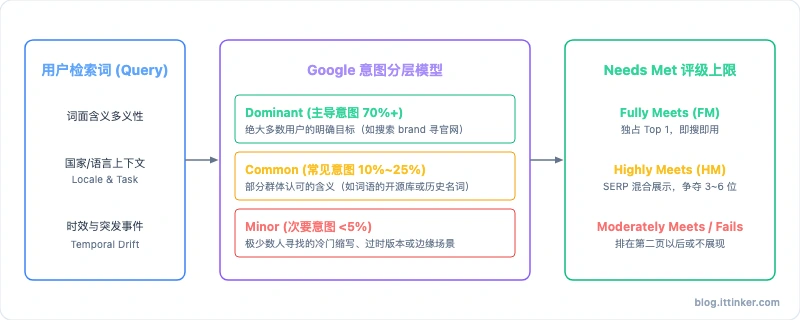 用户检索词 (Query)
词面含义多义性
国家/语言上下文
Locale & Task
时效与突发事件
Temporal Drift
Google 意图分层模型
Dominant (主导意图 70%+)
绝大多数用户的明确目标（如搜索 brand 寻官网）
Common (常见意图 10%~25%)
部分群体认可的含义（如词语的开源库或历史名词）
Minor (次要意图 <5%)
极少数人寻找的冷门缩写、过时版本或边缘场景
Needs Met 评级上限
Fully Meets (FM)
独占 Top 1，即搜即用
Highly Meets (HM)
SERP 混合展示，争夺 3~6 位
Moderately Meets / Fails
排在第二页以后或不展现
blog.ittinker.com